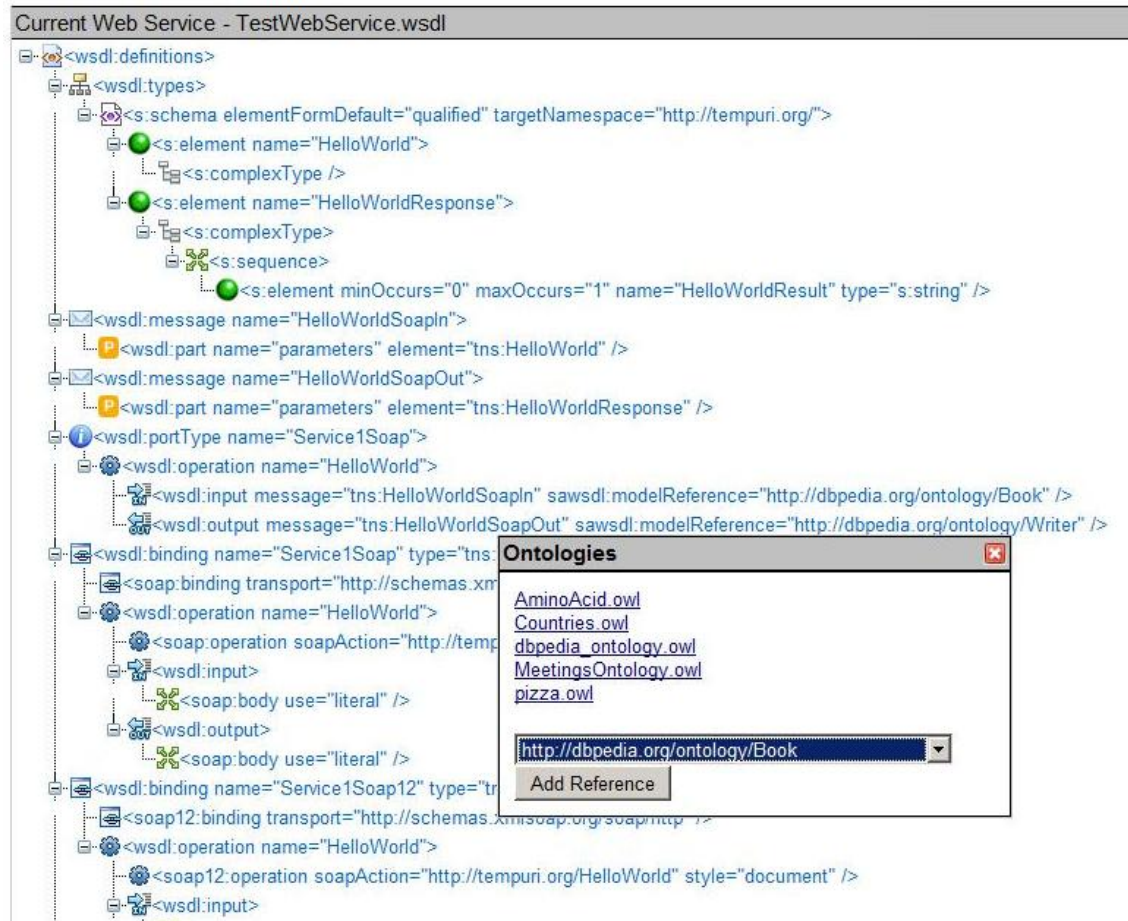 Current Web Service - TestWebService.wsdl
<wsdl:definitions>
<wsdl:types>
<s:schema elementFormDefault="qualified" targetNamespace="http://tempuri.org/">
<s:element name="HelloWorld">
<s:complexType />
<s:element name="HelloWorldResponse">
<s:complexType>
<s:sequence>
<s:element minOccurs="0" maxOccurs="1" name="HelloWorldResult" type="s:string" />
<wsdl:message name="HelloWorldSoapIn">
P <wsdl:part name="parameters" element="tns:HelloWorld" />
<wsdl:message name="HelloWorldSoapOut">
P <wsdl:part name="parameters" element="tns:HelloWorldResponse" />
<wsdl:portType name="Service1Soap">
<wsdl:operation name="HelloWorld">
<wsdl:input message="tns:HelloWorldSoapIn" sawsdl:modelReference="http://dbpedia.org/ontology/Book" />
<wsdl:output message="tns:HelloWorldSoapOut" sawsdl:modelReference="http://dbpedia.org/ontology/Writer" />
<wsdl:binding name="Service1Soap" type="tns:
<soap:binding transport="http://schemas.xm
<wsdl:operation name="HelloWorld">
<soap:operation soapAction="http://temp
<wsdl:input>
<soap:body use="literal" />
<wsdl:output>
<soap:body use="literal" />
<wsdl:binding name="Service1Soap12" type="tn
<soap12:binding transport="http://schemas.xmlsoap.org/soap/http" />
<wsdl:operation name="HelloWorld">
<soap12:operation soapAction="http://tempuri.org/HelloWorld" style="document" />
<wsdl:input>
Ontologies
AminoAcid.owl
Countries.owl
dbpedia_ontology.owl
MeetingsOntology.owl
pizza.owl
http://dbpedia.org/ontology/Book
Add Reference